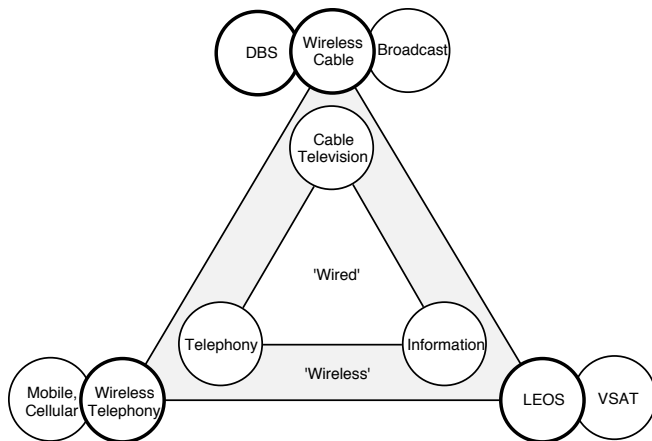 DBS
Wireless
Cable
Broadcast
Cable
Television
'Wired'
Telephony
Information
'Wireless'
Mobile,
Cellular
Wireless
Telephony
LEOS
VSAT